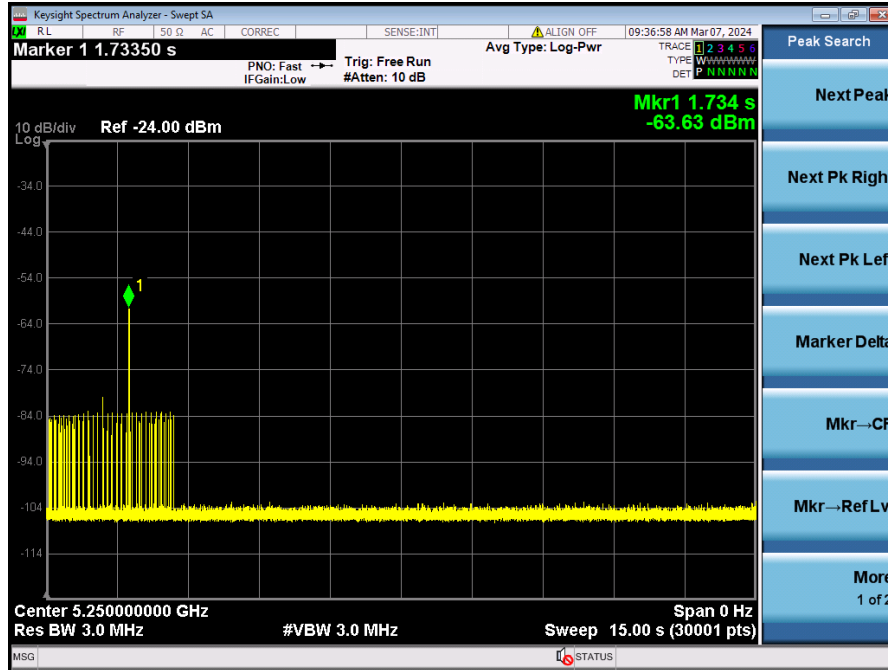 Keysight Spectrum Analyzer - Swept SA
LXI RL RF 50 Ω AC CORREC SENSE:INT ALIGN OFF 09:36:58 AM Mar 07, 2024
Marker 1 1.73350 s
PNO: Fast
IFGain:Low
Trig: Free Run
#Atten: 10 dB
Avg Type: Log-Pwr
TRACE 1 2 3 4 5 6
TYPE WWWWWW
DET P N N N N N
Peak Search
Mkr1 1.734 s
-63.63 dBm
10 dB/div Ref -24.00 dBm
Log
-34.0
-44.0
-54.0
1
-64.0
-74.0
-84.0
-94.0
-104
-114
Center 5.250000000 GHz Span 0 Hz
Res BW 3.0 MHz #VBW 3.0 MHz Sweep 15.00 s (30001 pts)
MSG STATUS
Next Peak
Next Pk Righ
Next Pk Lef
Marker Delta
Mkr→CF
Mkr→Ref Lv
More
1 of 2